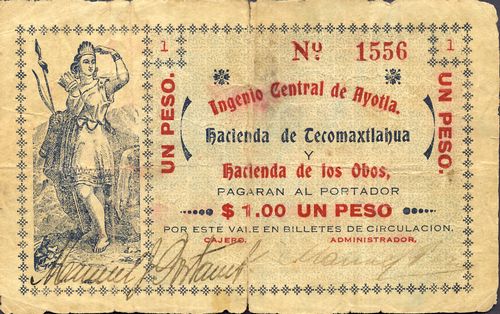 1
Nº 1556
1
UN PESO.
Ingenio Central de Ayotla.
Hacienda de Tecomaxtlahua
Y
Hacienda de los Obos,
PAGARAN AL PORTADOR
$ 1.00 UN PESO
POR ESTE VALE EN BILLETES DE CIRCULACION.
CAJERO.
ADMINISTRADOR,
UN PESO.